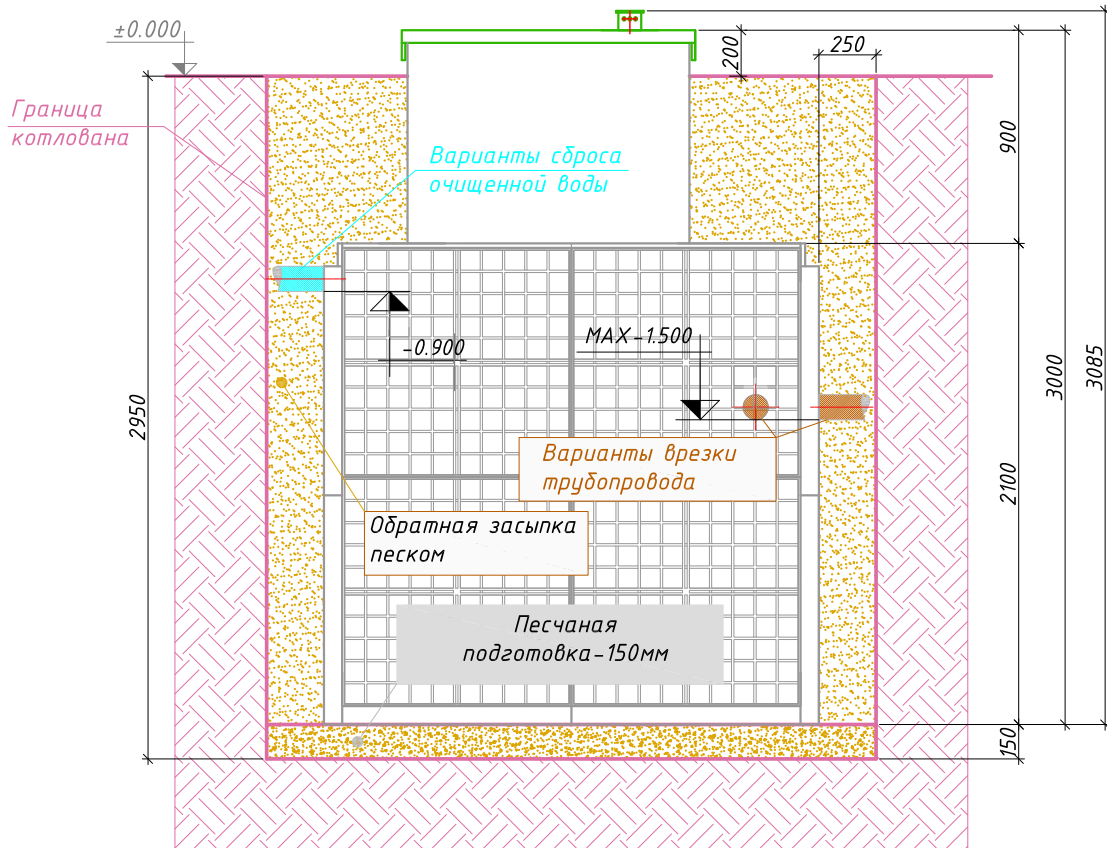 ±0.000
Граница
котлована
Варианты сброса
очищенной воды
200
250
900
3000
3085
-0.900
MAX-1.500
2950
Варианты врезки
трубопровода
2100
Обратная засыпка
песком
Песчаная
подготовка-150мм
150